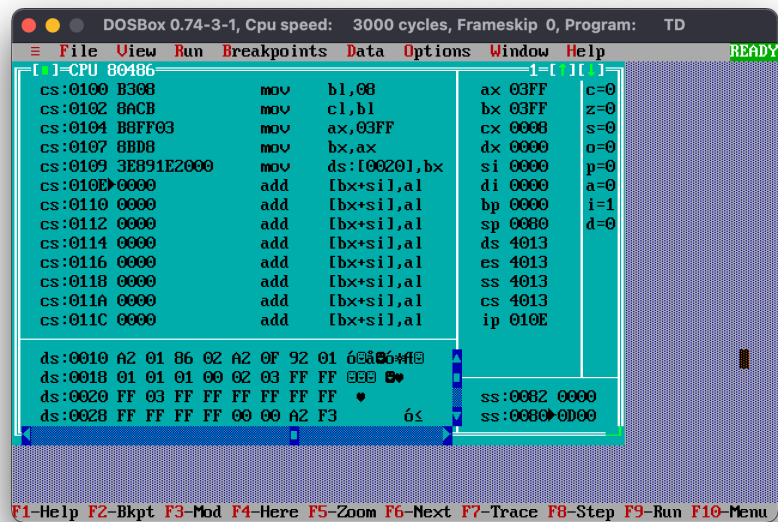 DOSBox 0.74-3-1, Cpu speed: 3000 cycles, Frameskip 0, Program: TD
≡ File View Run Breakpoints Data Options Window Help READY
[■]=CPU 80486 1=[↑][↓]
cs:0100 B308 mov bl,08 ax 03FF c=0
cs:0102 8ACB mov cl,bl bx 03FF z=0
cs:0104 B8FF03 mov ax,03FF cx 0008 s=0
cs:0107 8BD8 mov bx,ax dx 0000 o=0
cs:0109 3E891E2000 mov ds:[0020],bx si 0000 p=0
cs:010E►0000 add [bx+si],al di 0000 a=0
cs:0110 0000 add [bx+si],al bp 0000 i=1
cs:0112 0000 add [bx+si],al sp 0080 d=0
cs:0114 0000 add [bx+si],al ds 4013
cs:0116 0000 add [bx+si],al es 4013
cs:0118 0000 add [bx+si],al ss 4013
cs:011A 0000 add [bx+si],al cs 4013
cs:011C 0000 add [bx+si],al ip 010E
ds:0010 A2 01 86 02 A2 0F 92 01 ó☺å☻ó☼Æ☺
ds:0018 01 01 01 00 02 03 FF FF ☺☺☺ ☻♥
ds:0020 FF 03 FF FF FF FF FF FF ♥ ss:0082 0000
ds:0028 FF FF FF FF 00 00 A2 F3 ó≤ ss:0080►0D00
F1-Help F2-Bkpt F3-Mod F4-Here F5-Zoom F6-Next F7-Trace F8-Step F9-Run F10-Menu